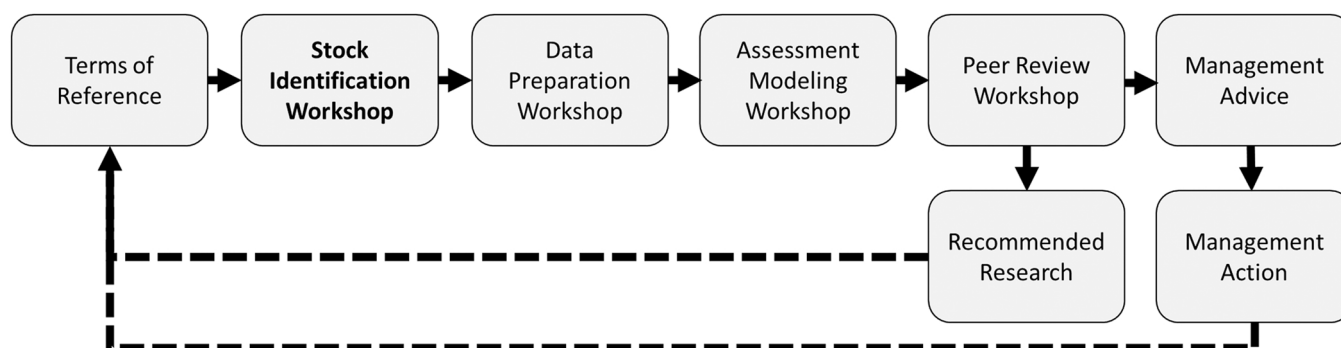 Terms of
Reference
Stock
Identification
Workshop
Data
Preparation
Workshop
Assessment
Modeling
Workshop
Peer Review
Workshop
Management
Advice
Recommended
Research
Management
Action